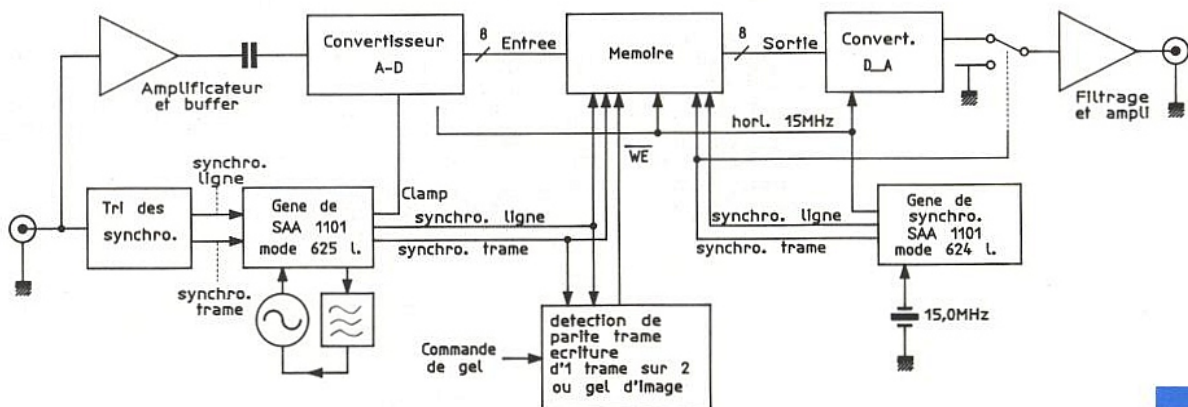 Amplificateur
et buffer
Convertisseur
A-D
8
Entree
Memoire
8
Sortie
Convert.
D_A
Filtrage
et ampli
horl. 15MHz
WE
synchro.
ligne
Tri des
synchro.
synchro.
trame
Gene de
SAA 1101
mode 625 l.
Clamp
synchro. ligne
synchro. trame
synchro. ligne
synchro. trame
Gene de
synchro.
SAA 1101
mode 624 l.
15,0MHz
Commande
de gel
detection de
parite trame
ecriture
d'1 trame sur 2
ou gel d'image